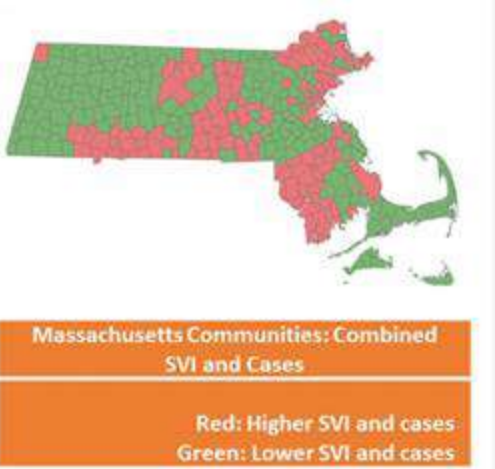 Massachusetts Communities: Combined
SVI and Cases
Red: Higher SVI and cases
Green: Lower SVI and cases